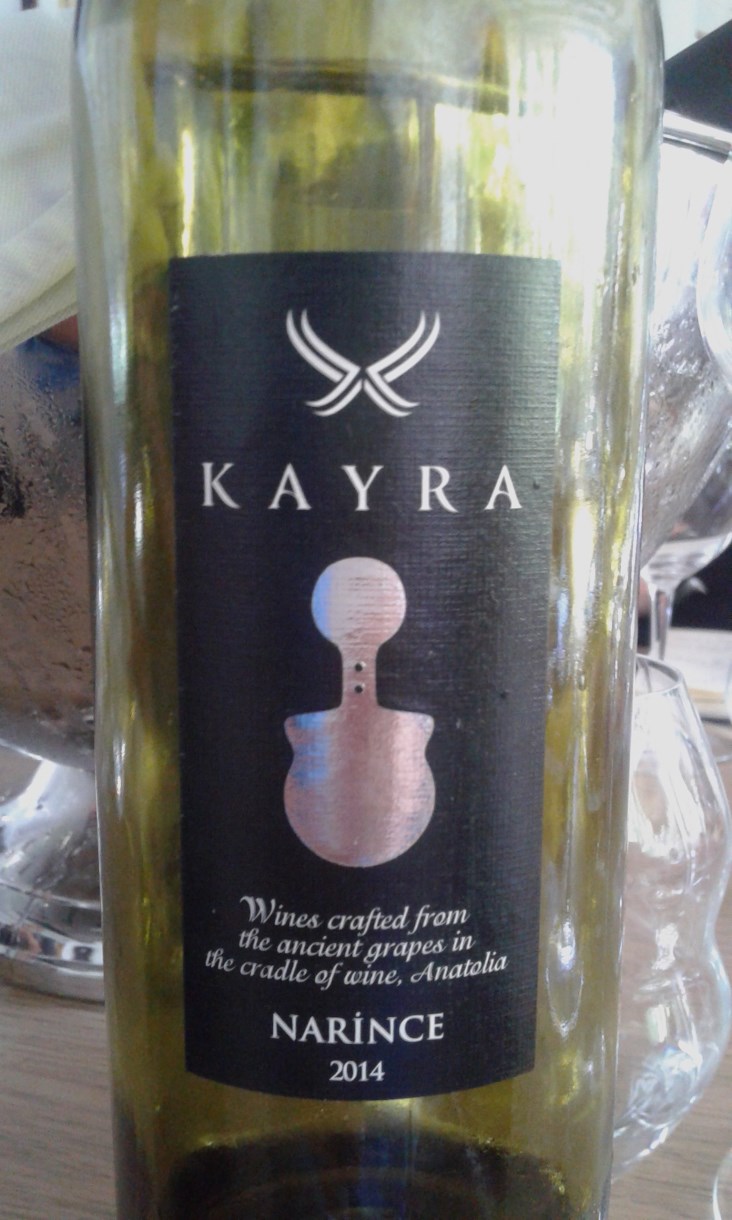 KAYRA
Wines crafted from
the ancient grapes in
the cradle of wine, Anatolia
NARİNCE
2014